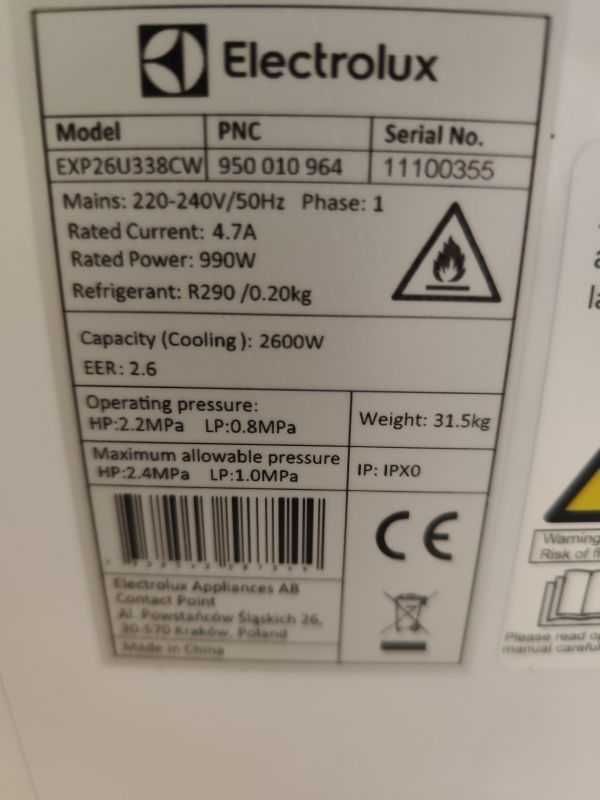 Electrolux
Model PNC Serial No.
EXP26U338CW 950 010 964 11100355
Mains: 220-240V/50Hz Phase: 1
Rated Current: 4.7A
Rated Power: 990W
Refrigerant: R290 /0.20kg
Capacity (Cooling): 2600W
EER: 2.6
Operating pressure:
HP:2.2MPa LP:0.8MPa
Weight: 31.5kg
Maximum allowable pressure
HP:2.4MPa LP:1.0MPa
IP: IPX0
CE
Electrolux Appliances AB
Contact Point
Al. Powstańców Śląskich 26,
30-570 Kraków, Poland
Made in China
Warning
Risk of
Please read
manual